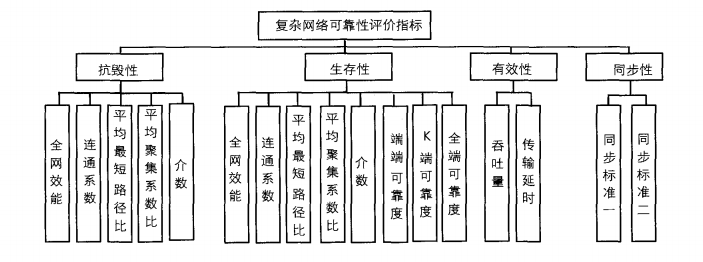 复杂网络可靠性评价指标
抗毁性
生存性
有效性
同步性
全网效能
连通系数
平均最短路径比
平均聚集系数比
介数
全网效能
连通系数
平均最短路径比
平均聚集系数比
介数
端端可靠度
K端可靠度
全端可靠度
吞吐量
传输延时
同步标准一
同步标准二